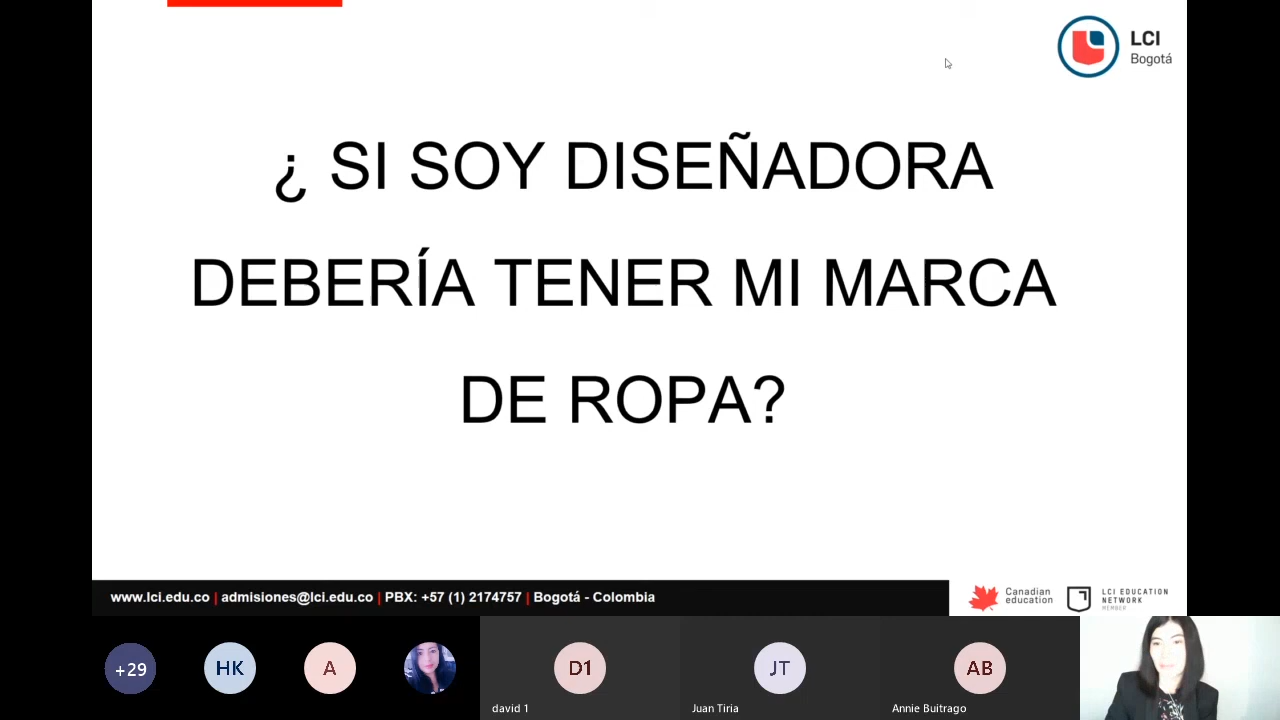 LCI
Bogotá
¿ SI SOY DISEÑADORA
DEBERÍA TENER MI MARCA
DE ROPA?
www.lci.edu.co | admisiones@lci.edu.co | PBX: +57 (1) 2174757 | Bogotá - Colombia
Canadian
education
LCI EDUCATION
NETWORK
MEMBER
+29
HK
A
D1
JT
AB
david 1
Juan Tiria
Annie Buitrago